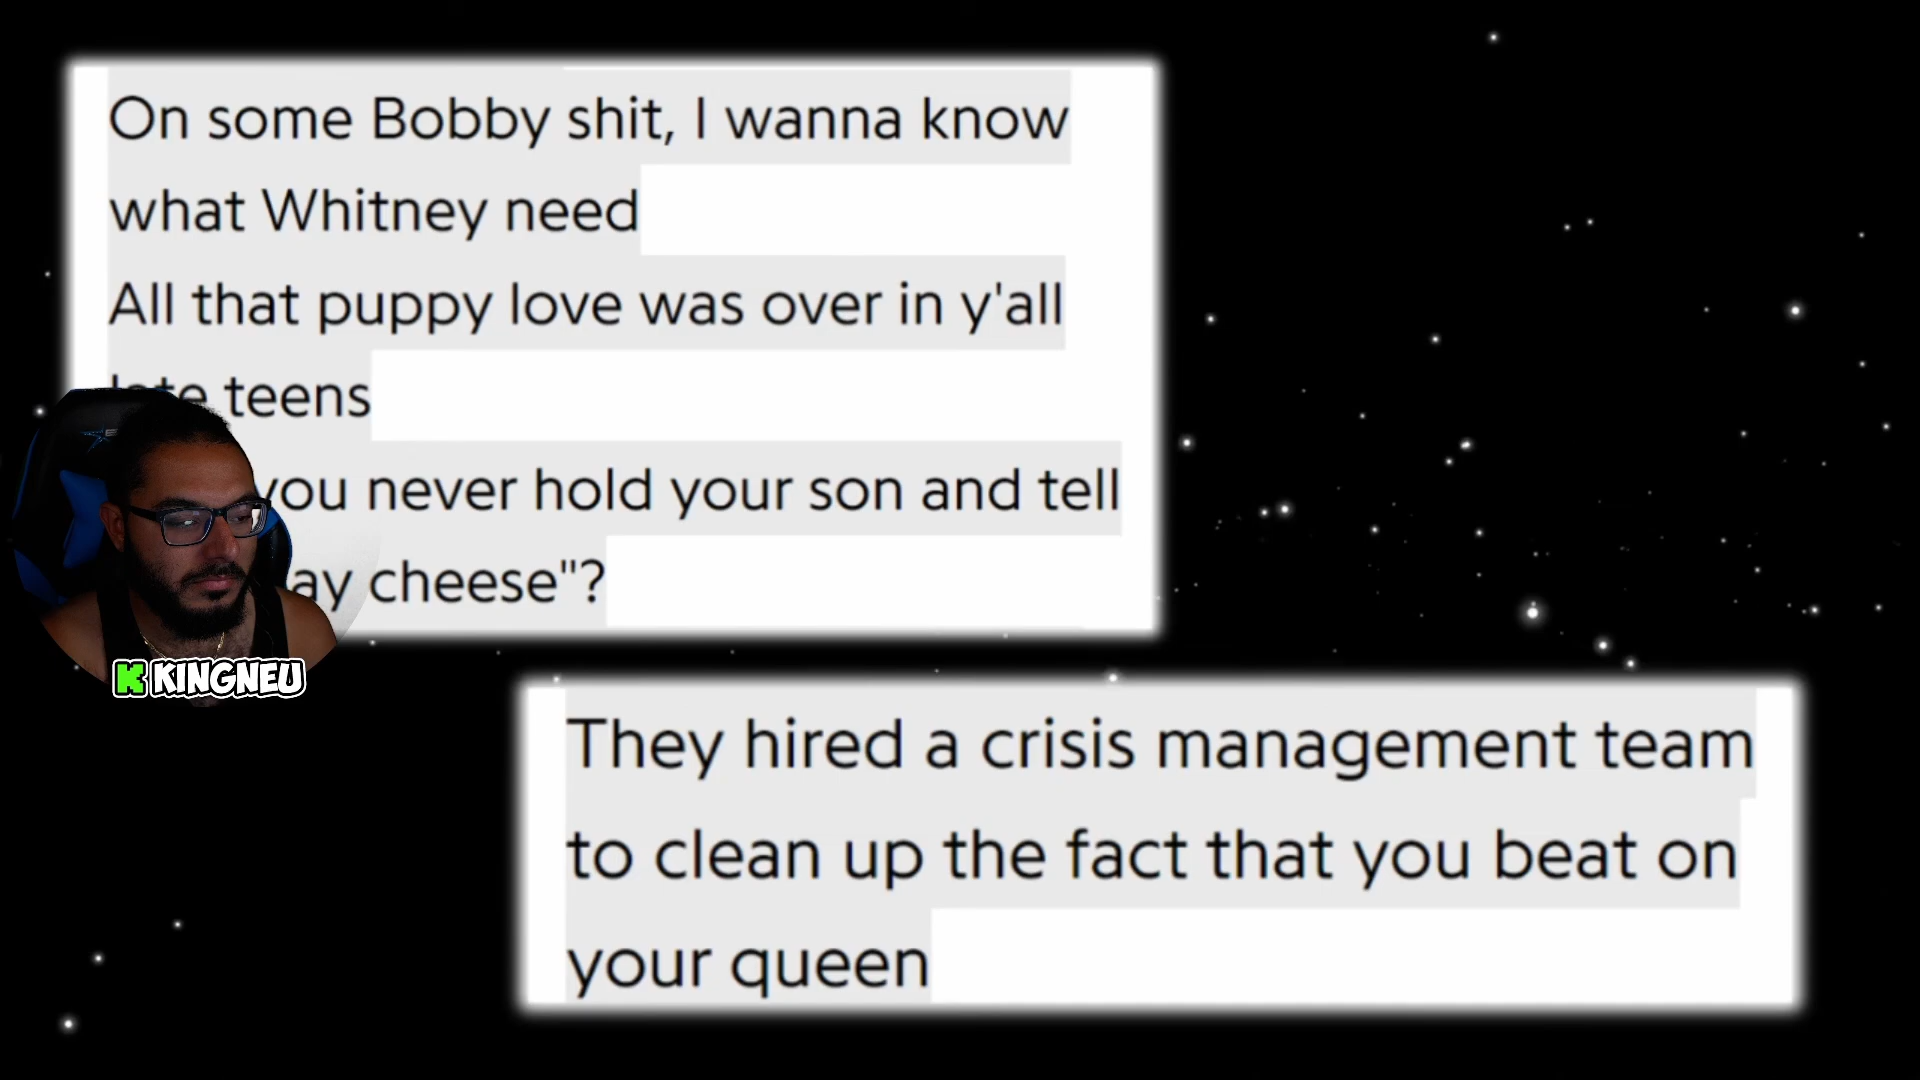 On some Bobby shit, I wanna know
what Whitney need
All that puppy love was over in y'all
late teens
you never hold your son and tell
ay cheese"?
K KINGNEU
They hired a crisis management team
to clean up the fact that you beat on
your queen